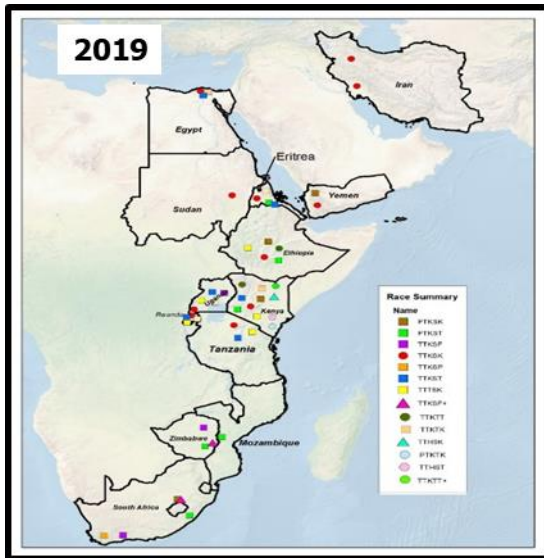 2019
Iran
Egypt
Eritrea
Yemen
Sudan
Ethiopia
Kenya
Rwanda
Tanzania
Zimbabwe
Mozambique
South Africa
Race Summary
Name
PTKSK
PTKST
TTKSF
TTKSK
TTKSP
TTKST
TTTSK
TTKSF+
TTKTT
TTKTK
TTHSK
PTKTK
TTHST
TTKTT+